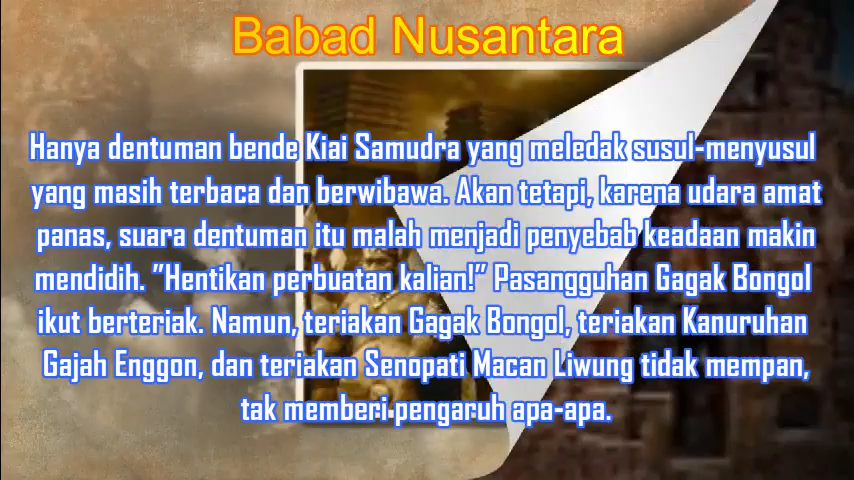 Babad Nusantara
Hanya dentuman bende Kiai Samudra yang meledak susul-menyusul
yang masih terbaca dan berwibawa. Akan tetapi, karena udara amat
panas, suara dentuman itu malah menjadi penyebab keadaan makin
mendidih. ”Hentikan perbuatan kalian!” Pasangguhan Gagak Bongol
ikut berteriak. Namun, teriakan Gagak Bongol, teriakan Kanuruhan
Gajah Enggon, dan teriakan Senopati Macan Liwung tidak mempan,
tak memberi pengaruh apa-apa.